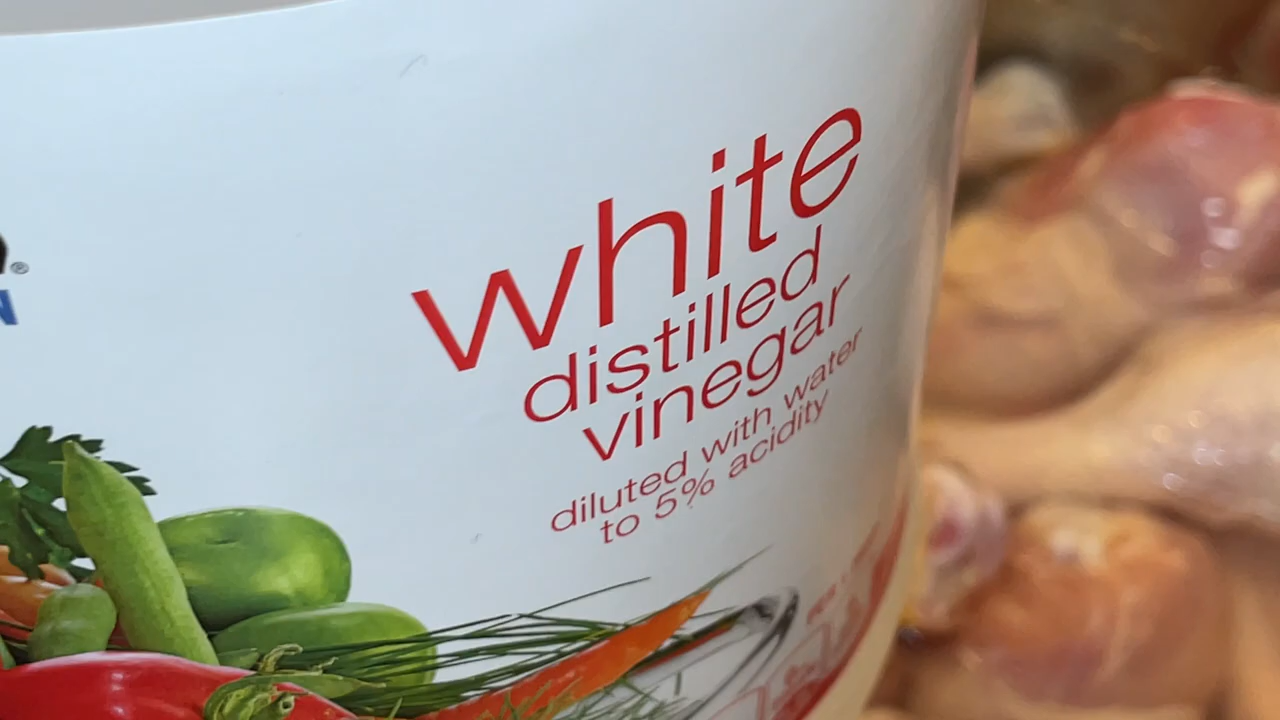 ®
N
white
distilled
vinegar
diluted with water
to 5% acidity